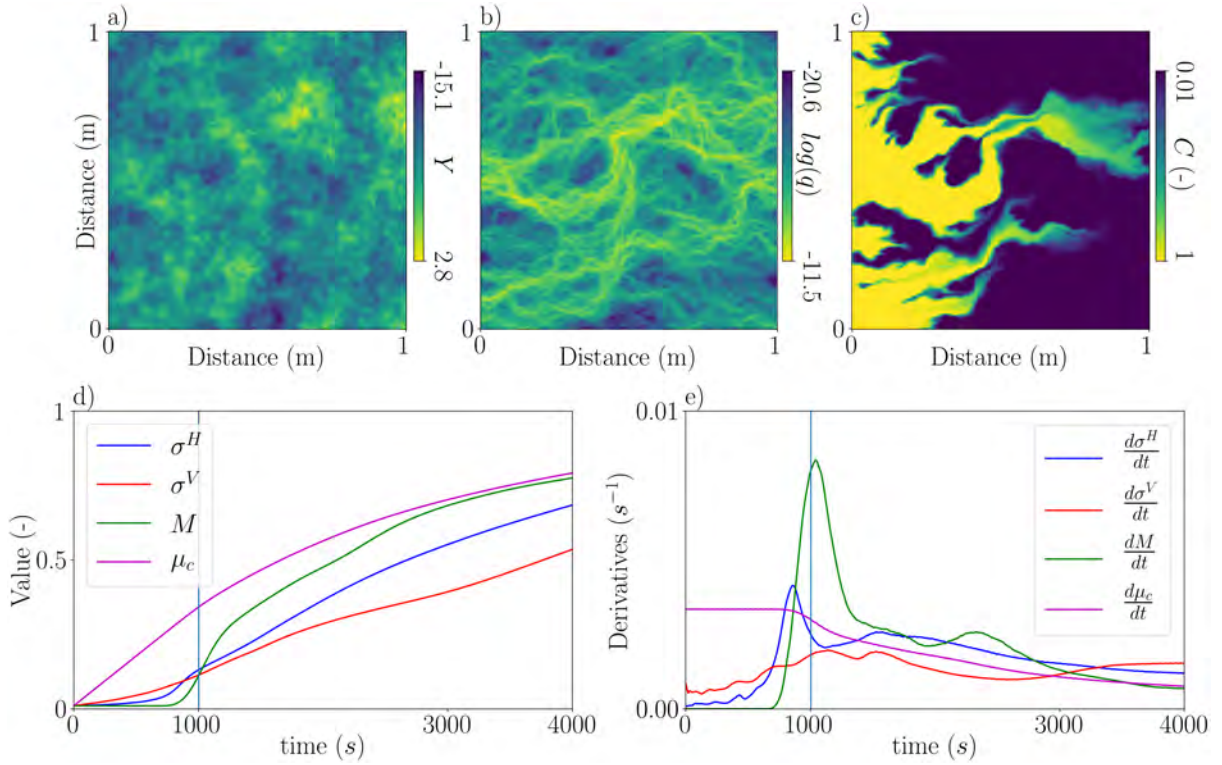 a)
1
Distance (m)
0
0
Distance (m)
1
-15.1
Y
2.8
b)
1
0
0
Distance (m)
1
-20.6
log(q)
-11.5
c)
1
0
0
Distance (m)
1
0.01
C (-)
1
d)
1
0.5
0
Value (-)
σ^H
σ^V
M
μ_c
0
1000
3000
4000
time (s)
e)
0.01
0.00
Derivatives (s^{-1})
dσ^H/dt
dσ^V/dt
dM/dt
dμ_c/dt
0
1000
3000
4000
time (s)